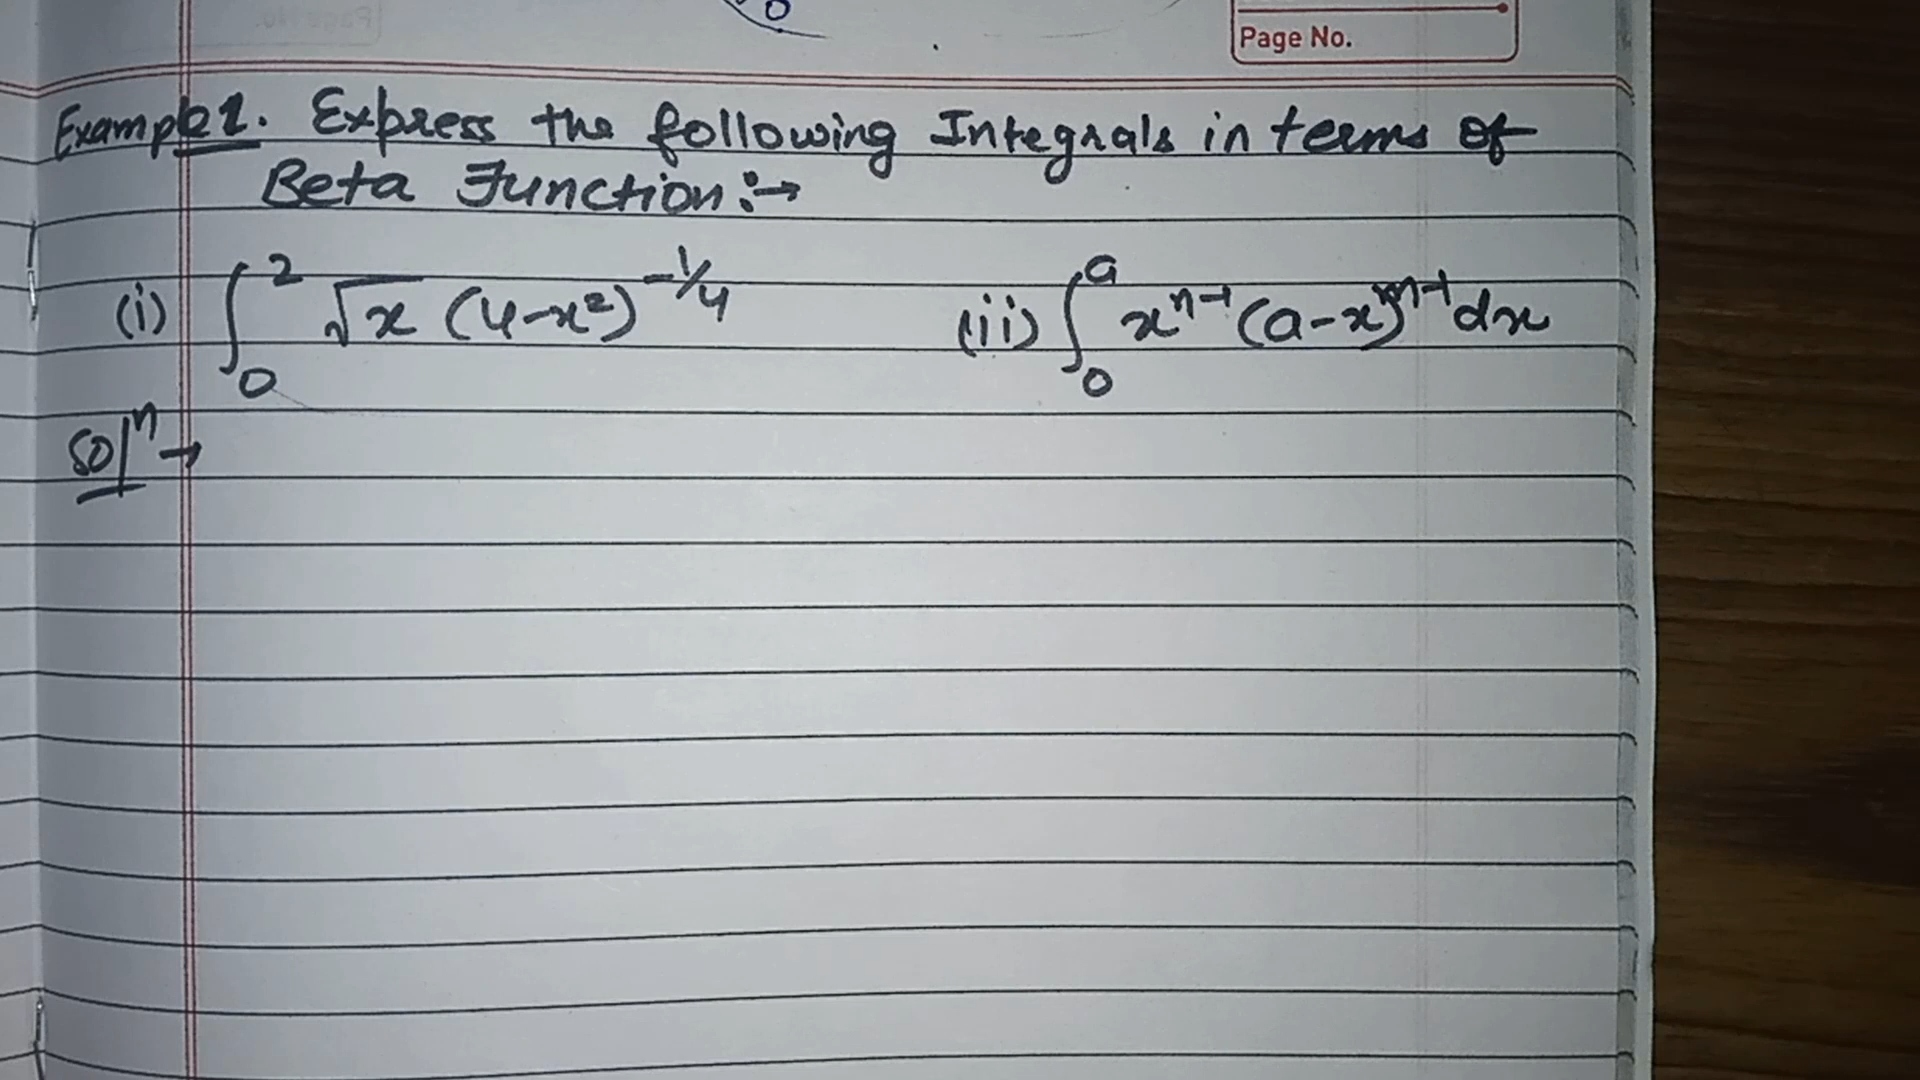 Page No.
Example 1. Express the following Integrals in terms of
Beta Function:→
(i) ∫₀² √x (4-x²)^-1/4 (ii) ∫₀ᵃ x^n-1 (a-x)^m-1 dx
Solⁿ →